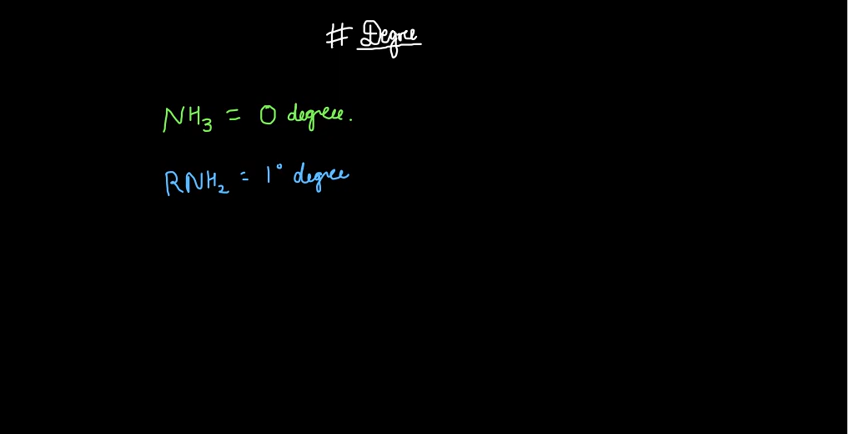 # Degree
NH₃ = 0 degree.
RNH₂ = 1° degree